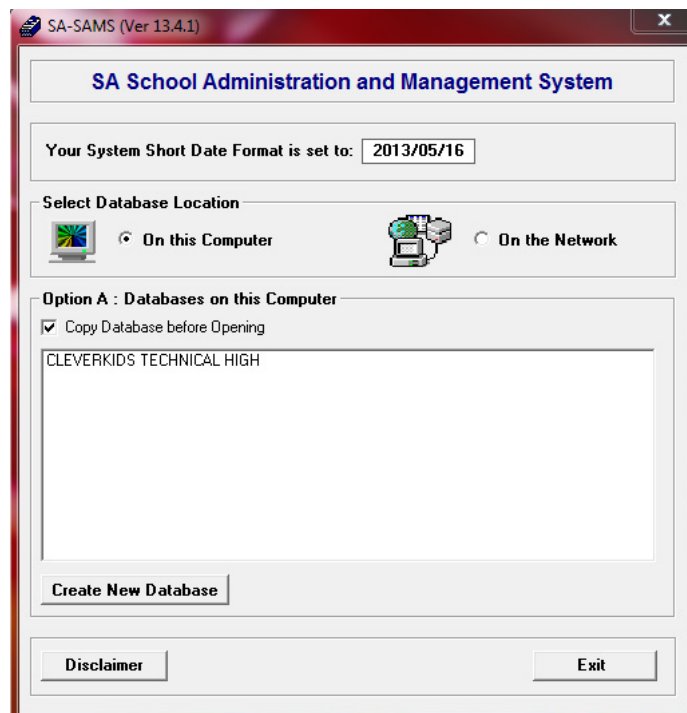 SA-SAMS (Ver 13.4.1)
x
SA School Administration and Management System
Your System Short Date Format is set to: 2013/05/16
Select Database Location
On this Computer
On the Network
Option A : Databases on this Computer
Copy Database before Opening
CLEVERKIDS TECHNICAL HIGH
Create New Database
Disclaimer
Exit